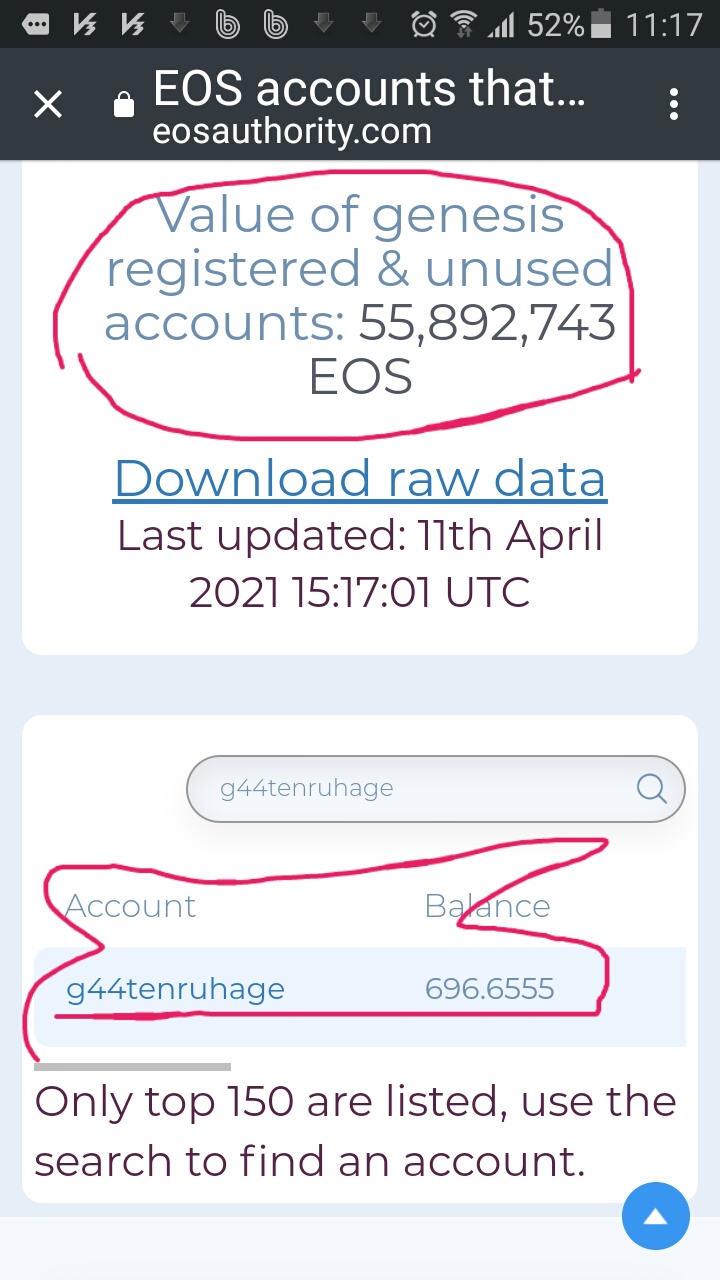 52% 11:17
EOS accounts that...
eosauthority.com
Value of genesis
registered & unused
accounts: 55,892,743
EOS
Download raw data
Last updated: 11th April
2021 15:17:01 UTC
g44tenruhage
Account Balance
g44tenruhage 696.6555
Only top 150 are listed, use the
search to find an account.